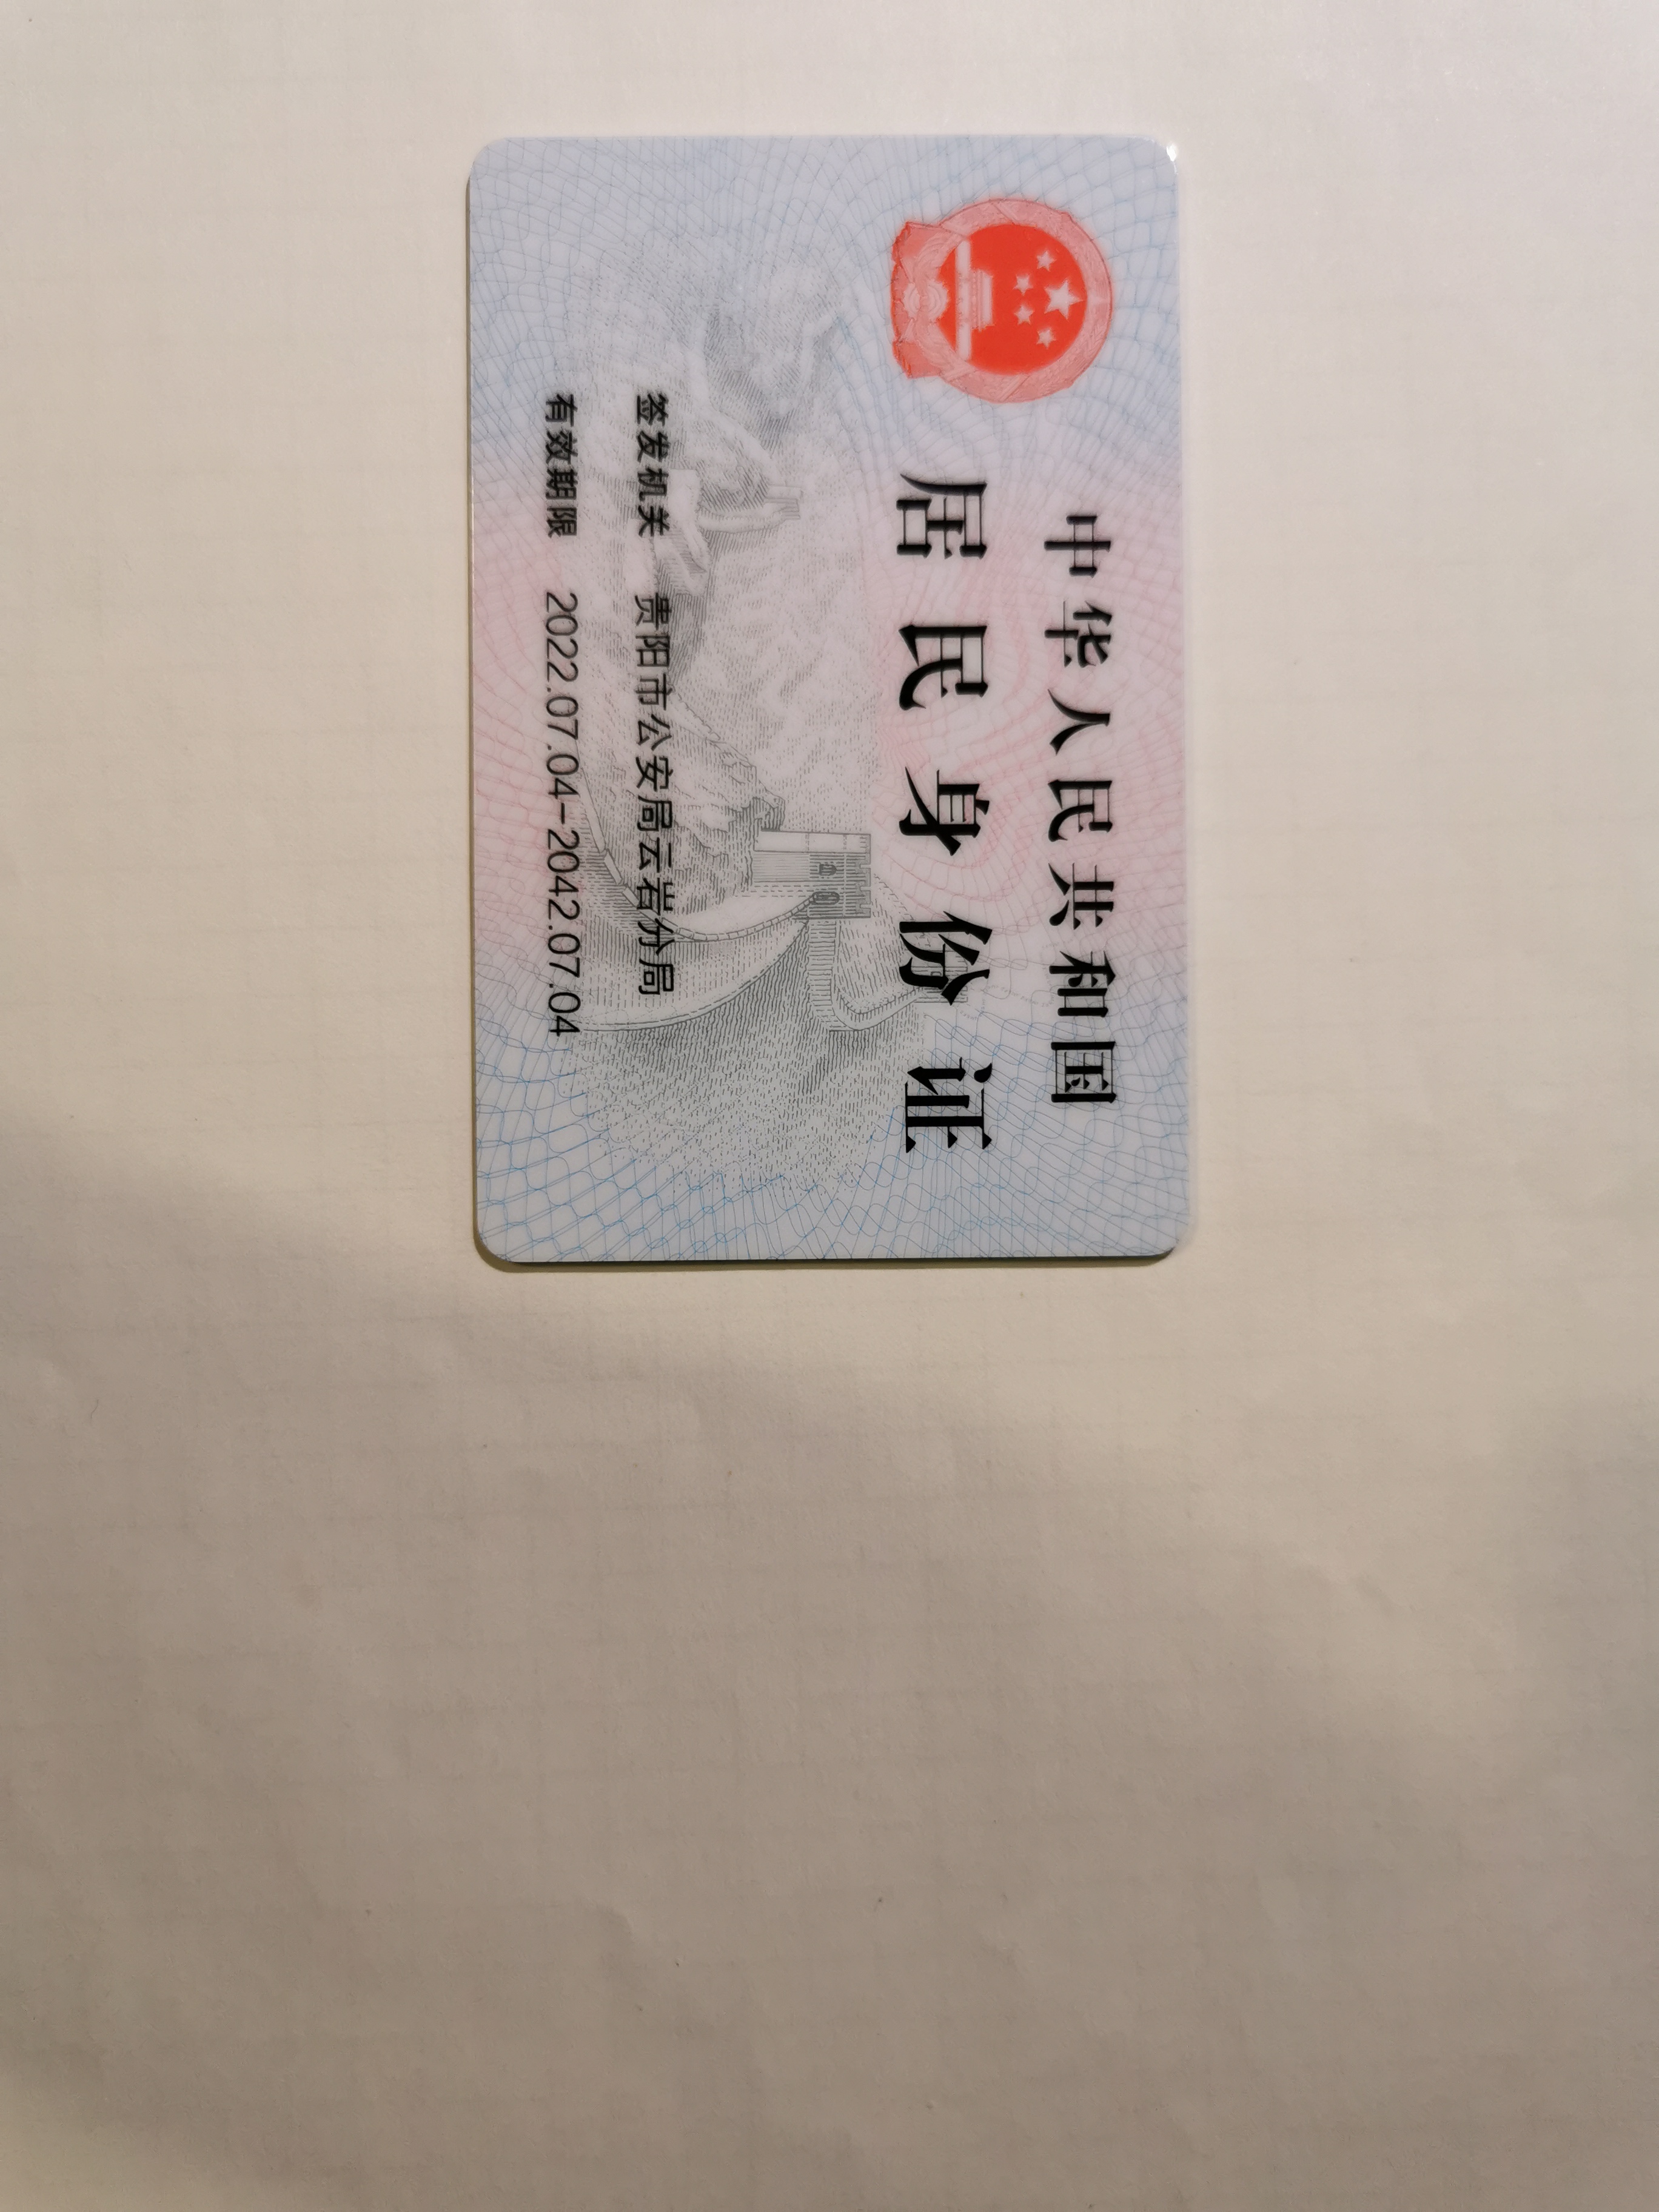 中华人民共和国
居民身份证
签发机关 贵阳市公安局云岩分局
有效期限 2022.07.04-2042.07.04